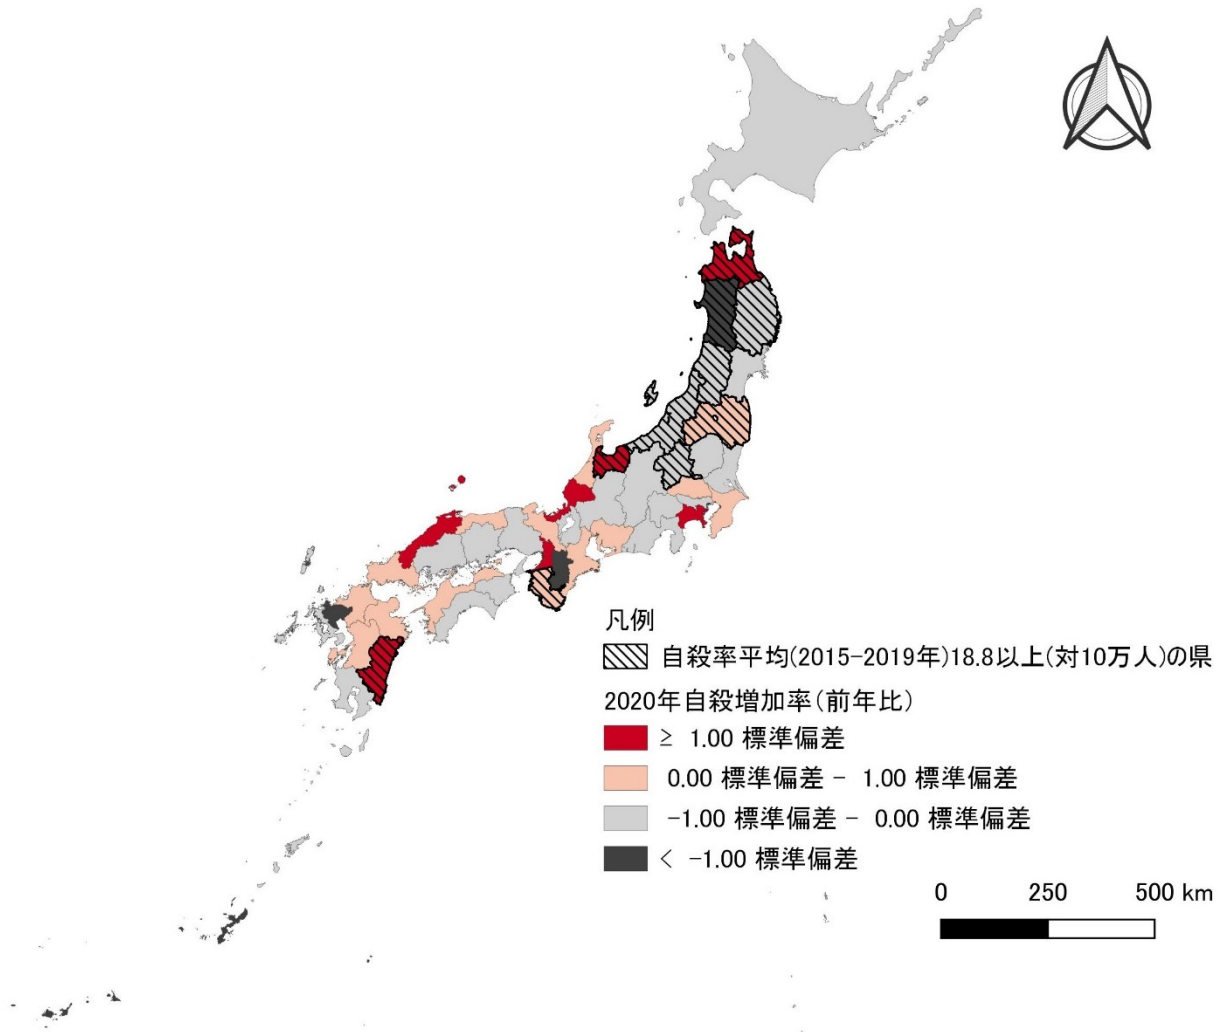 凡例
自殺率平均(2015-2019年)18.8以上(対10万人)の県
2020年自殺増加率(前年比)
≥ 1.00 標準偏差
0.00 標準偏差 - 1.00 標準偏差
-1.00 標準偏差 - 0.00 標準偏差
< -1.00 標準偏差
0 250 500 km